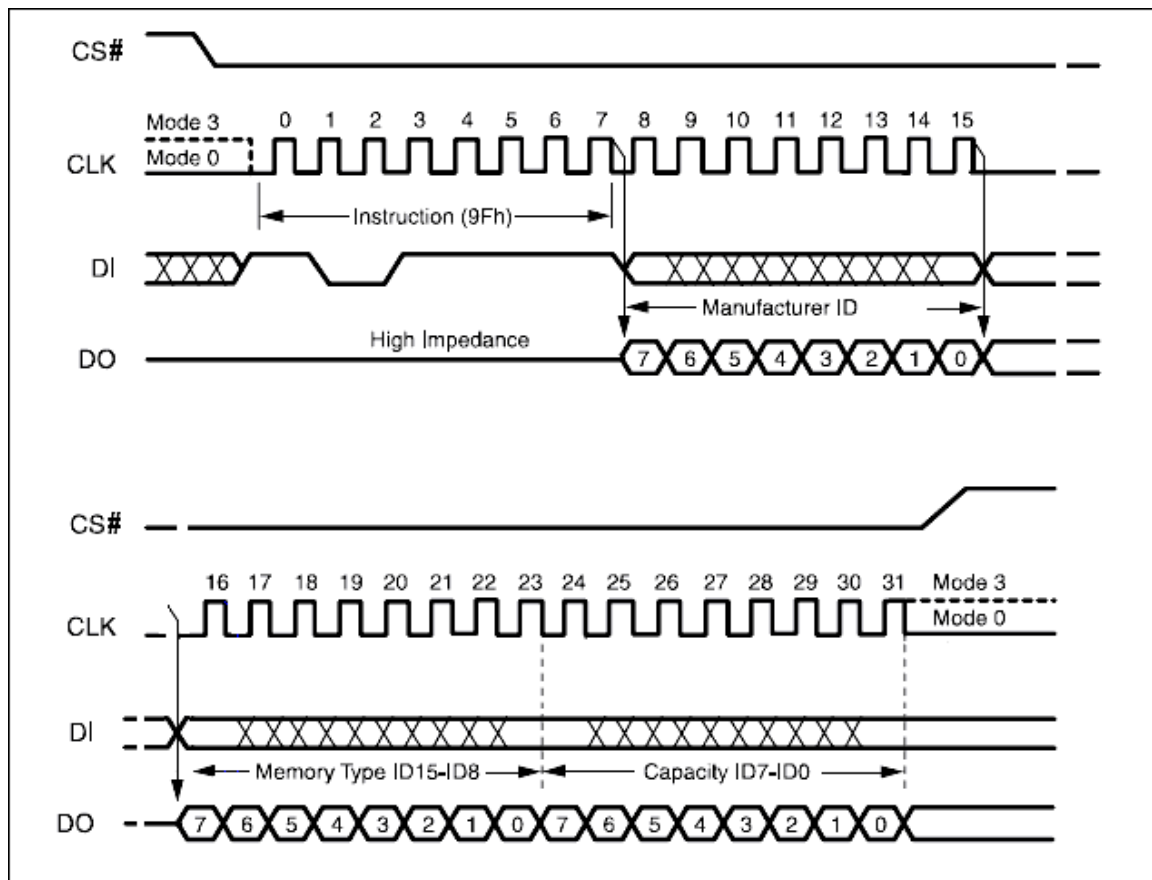 CS#
Mode 3
0 1 2 3 4 5 6 7 8 9 10 11 12 13 14 15
CLK
Mode 0
Instruction (9Fh)
DI
Manufacturer ID
High Impedance
DO
7 6 5 4 3 2 1 0
CS#
16 17 18 19 20 21 22 23 24 25 26 27 28 29 30 31
Mode 3
CLK
Mode 0
DI
Memory Type ID15-ID8
Capacity ID7-ID0
DO
7 6 5 4 3 2 1 0 7 6 5 4 3 2 1 0